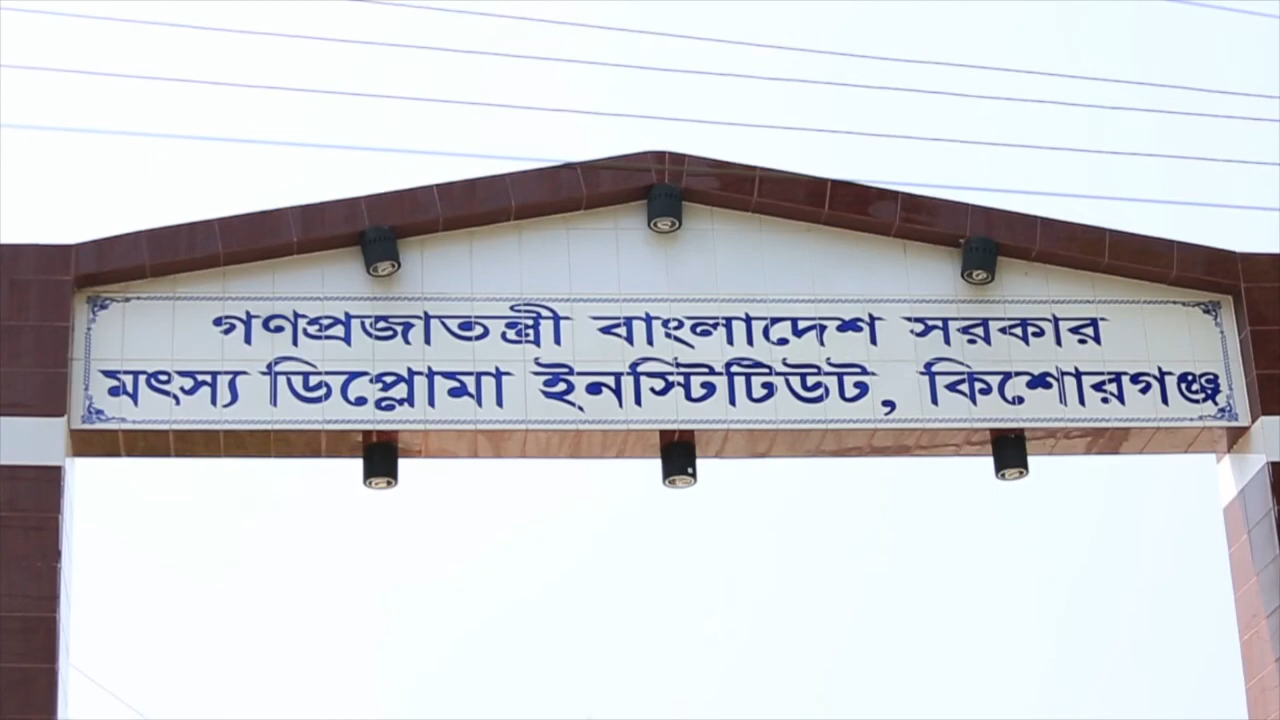 গণপ্রজাতন্ত্রী বাংলাদেশ সরকার
মৎস্য ডিপ্লোমা ইনস্টিটিউট, কিশোরগঞ্জ